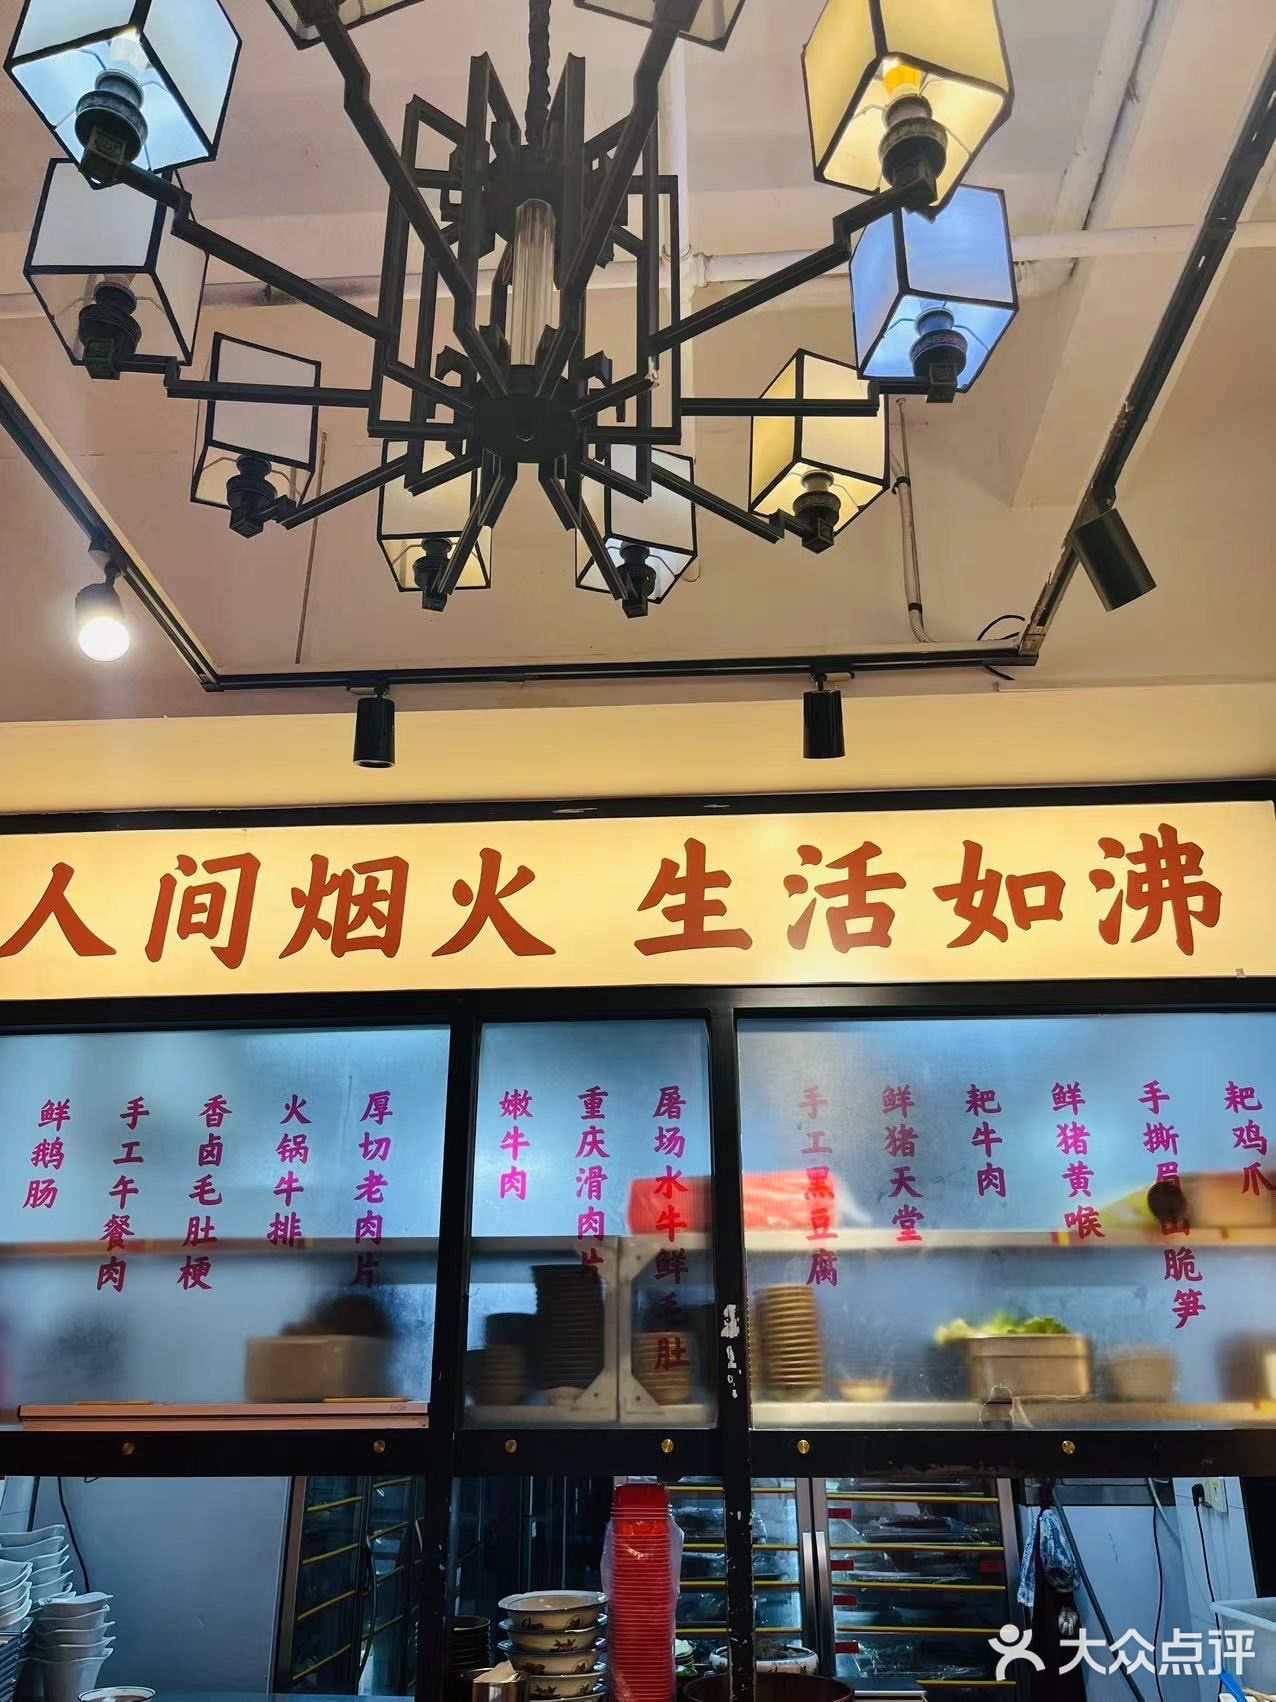 人间烟火 生活如沸
鲜鹅肠
手工午餐肉
香卤毛肚梗
火锅牛排
厚切老肉片
嫩牛肉
重庆滑肉片
屠场水牛鲜毛肚
手工黑豆腐
鲜猪天堂
耙牛肉
鲜猪黄喉
手撕眉山脆笋
耙鸡爪
大众点评